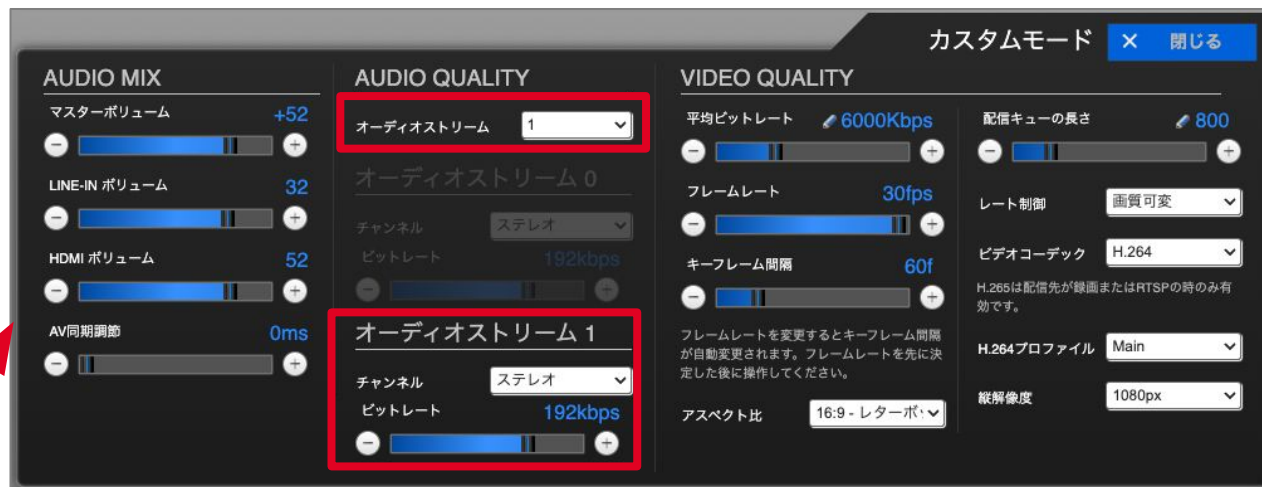 カスタムモード
× 閉じる
AUDIO MIX
マスターボリューム +52
LINE-IN ボリューム 32
HDMI ボリューム 52
AV同期調節 0ms
AUDIO QUALITY
オーディオストリーム 1
オーディオストリーム 0
チャンネル ステレオ
ビットレート 192kbps
オーディオストリーム 1
チャンネル ステレオ
ビットレート 192kbps
VIDEO QUALITY
平均ビットレート 6000Kbps
フレームレート 30fps
キーフレーム間隔 60f
フレームレートを変更するとキーフレーム間隔
が自動変更されます。フレームレートを先に決
定した後に操作してください。
アスペクト比 16:9 - レターボ
配信キューの長さ 800
レート制御 画質可変
ビデオコーデック H.264
H.265は配信先が録画またはRTSPの時のみ有
効です。
H.264プロファイル Main
縦解像度 1080px